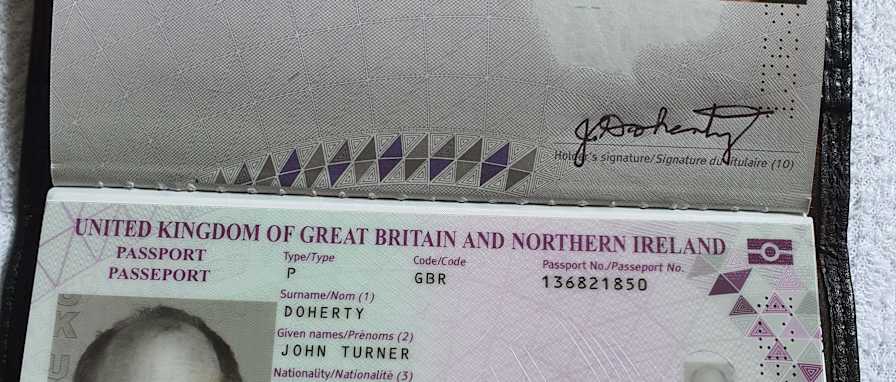 J. Doherty
Holder's signature/Signature du titulaire (10)
UNITED KINGDOM OF GREAT BRITAIN AND NORTHERN IRELAND
PASSPORT
PASSEPORT
Type/Type Code/Code Passport No./Passeport No.
P GBR 136821850
Surname/Nom (1)
DOHERTY
Given names/Prénoms (2)
JOHN TURNER
Nationality/Nationalité (3)